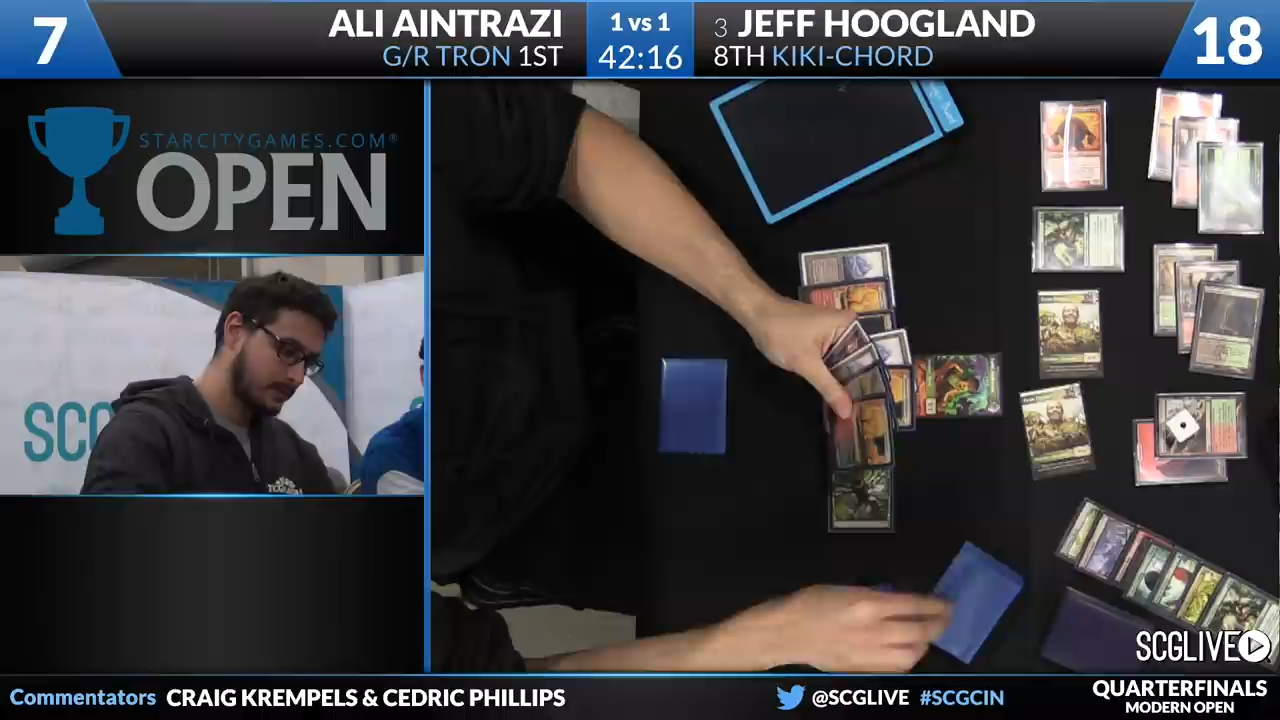 7
ALI AINTRAZI
G/R TRON 1ST
1 vs 1
42:16
3 JEFF HOOGLAND
8TH KIKI-CHORD
18
STARCITYGAMES.COM®
OPEN
SCG
SCGLIVE
Commentators CRAIG KREMPELS & CEDRIC PHILLIPS
@SCGLIVE #SCGCIN
QUARTERFINALS
MODERN OPEN